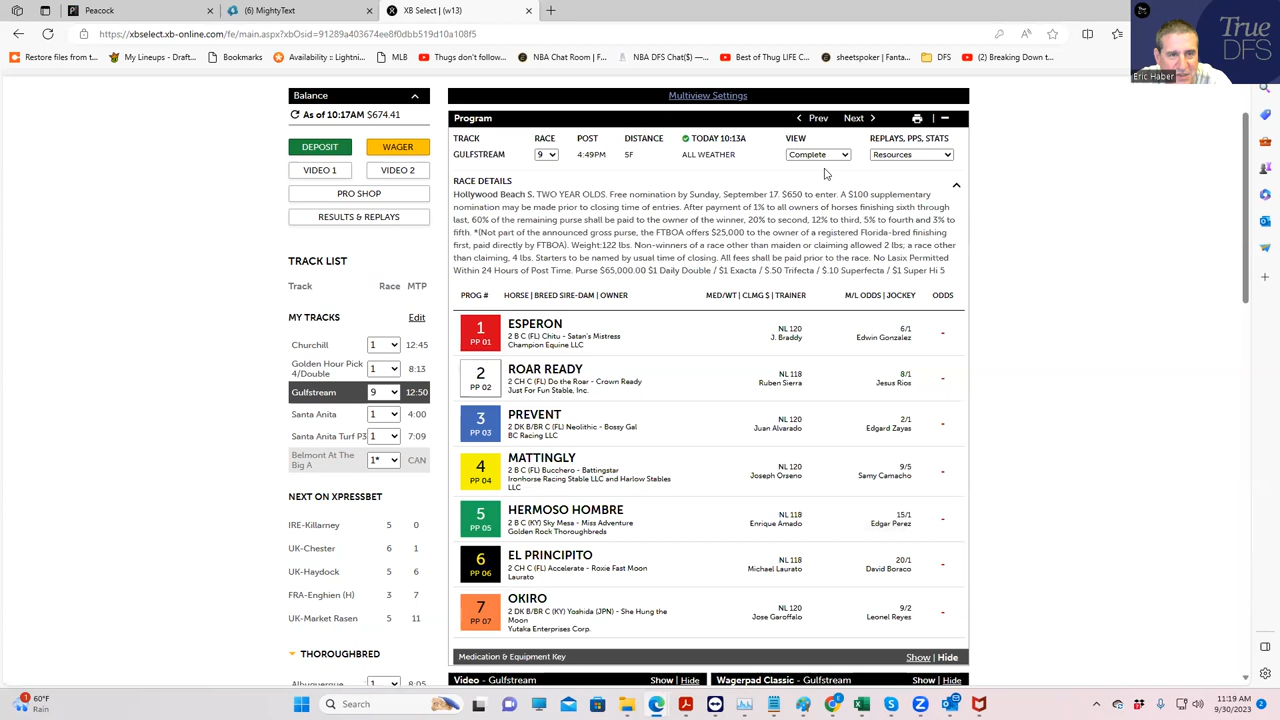 Peacock
(6) MightyText
XB Select (w13)
https://xbselect.xb-online.com/fe/main.aspx?xbOsid=91289a403674ee8f0dbb519d10a108f5
Restore files from t...
My Lineups - Draft...
Bookmarks
Availability :: Lightni...
MLB
Thugs don't follow...
NBA Chat Room | F...
NBA DFS Chat($) —...
Best of Thug LIFE C...
sheetspoker | Fanta...
DFS
(2) Breaking Down t...
Eric Haber
True
DFS
Balance
As of 10:17AM $674.41
DEPOSIT WAGER
VIDEO 1 VIDEO 2
PRO SHOP
RESULTS & REPLAYS
TRACK LIST
Track Race MTP
MY TRACKS Edit
Churchill 1 12:45
Golden Hour Pick
4/Double 1 8:13
Gulfstream 9 12:50
Santa Anita 1 4:00
Santa Anita Turf P3 1 7:09
Belmont At The
Big A 1* CAN
NEXT ON XPRESSBET
IRE-Killarney 5 0
UK-Chester 6 1
UK-Haydock 5 6
FRA-Enghien (H) 3 7
UK-Market Rasen 5 11
THOROUGHBRED
Albuquerque 1 8:05
Multiview Settings
Program Prev Next
TRACK RACE POST DISTANCE TODAY 10:13A VIEW REPLAYS, PPS, STATS
GULFSTREAM 9 4:49PM 5F ALL WEATHER Complete Resources
RACE DETAILS
Hollywood Beach S. TWO YEAR OLDS. Free nomination by Sunday, September 17. $650 to enter. A $100 supplementary
nomination may be made prior to closing time of entries. After payment of 1% to all owners of horses finishing sixth through
last, 60% of the remaining purse shall be paid to the owner of the winner, 20% to second, 12% to third, 5% to fourth and 3% to
fifth. *(Not part of the announced gross purse, the FTBOA offers $25,000 to the owner of a registered Florida-bred finishing
first, paid directly by FTBOA). Weight:122 lbs. Non-winners of a race other than maiden or claiming allowed 2 lbs; a race other
than claiming, 4 lbs. Starters to be named by usual time of closing. All fees shall be paid prior to the race. No Lasix Permitted
Within 24 Hours of Post Time. Purse $65,000.00 $1 Daily Double / $1 Exacta / $.50 Trifecta / $.10 Superfecta / $1 Super Hi 5
PROG # HORSE | BREED SIRE-DAM | OWNER MED/WT | CLMG $ | TRAINER M/L ODDS | JOCKEY ODDS
1 PP 01
ESPERON
2 B C (FL) Chitu - Satan's Mistress
Champion Equine LLC
NL 120 6/1
J. Braddy Edwin Gonzalez -
2 PP 02
ROAR READY
2 CH C (FL) Do the Roar - Crown Ready
Just For Fun Stable, Inc.
NL 118 8/1
Ruben Sierra Jesus Rios -
3 PP 03
PREVENT
2 DK B/BR C (FL) Neolithic - Bossy Gal
BC Racing LLC
NL 120 2/1
Juan Alvarado Edgard Zayas -
4 PP 04
MATTINGLY
2 B C (FL) Bucchero - Battingstar
Ironhorse Racing Stable LLC and Harlow Stables
LLC
NL 120 9/5
Joseph Orseno Samy Camacho -
5 PP 05
HERMOSO HOMBRE
2 B C (KY) Sky Mesa - Miss Adventure
Golden Rock Thoroughbreds
NL 118 15/1
Enrique Amado Edgar Perez -
6 PP 06
EL PRINCIPITO
2 CH C (FL) Accelerate - Roxie Fast Moon
Laurato
NL 118 20/1
Michael Laurato David Boraco -
7 PP 07
OKIRO
2 DK B/BR C (KY) Yoshida (JPN) - She Hung the
Moon
Yutaka Enterprises Corp.
NL 120 9/2
Jose Garoffalo Leonel Reyes -
Medication & Equipment Key Show | Hide
Video - Gulfstream Show | Hide
Wagerpad Classic - Gulfstream Show | Hide
60°F
Rain
Search
11:19 AM
9/30/2023